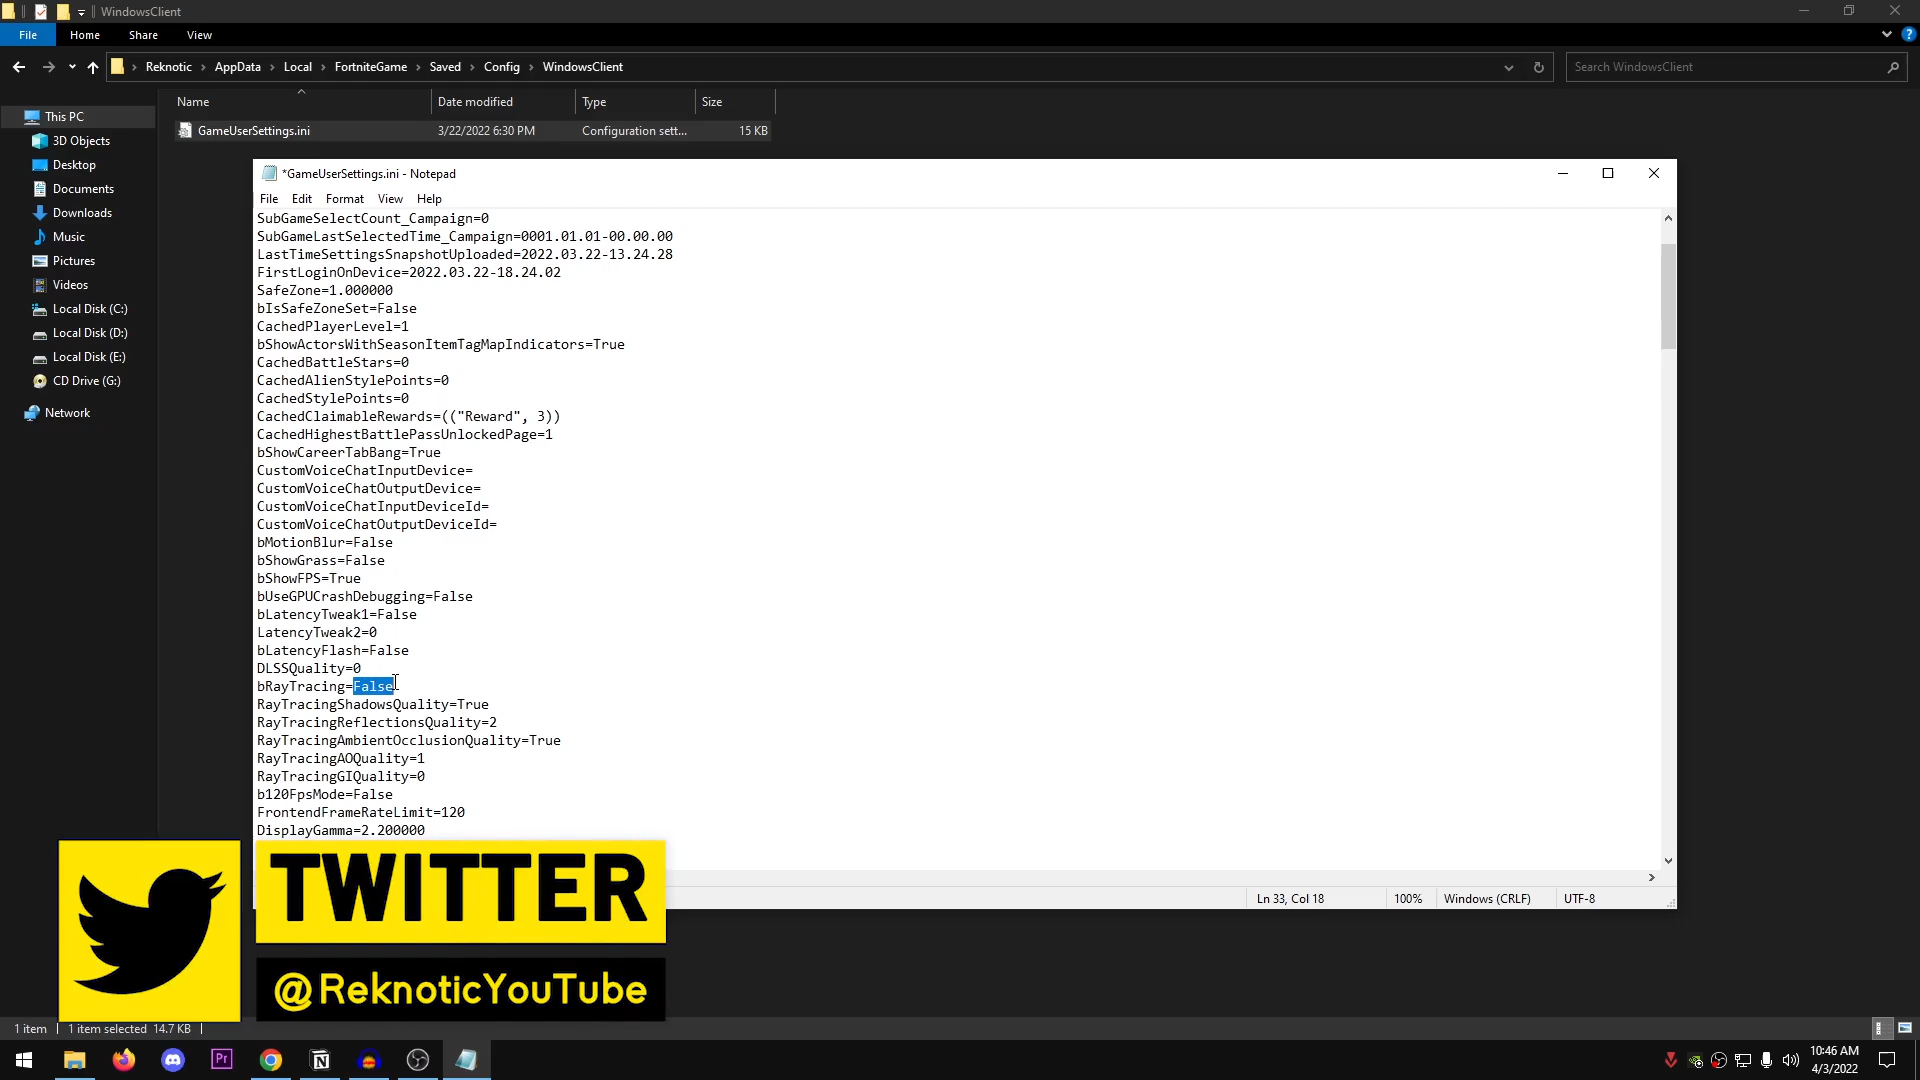 WindowsClient
File Home Share View
Reknotic > AppData > Local > FortniteGame > Saved > Config > WindowsClient
Search WindowsClient
Name Date modified Type Size
GameUserSettings.ini 3/22/2022 6:30 PM Configuration sett... 15 KB
This PC
3D Objects
Desktop
Documents
Downloads
Music
Pictures
Videos
Local Disk (C:)
Local Disk (D:)
Local Disk (E:)
CD Drive (G:)
Network
*GameUserSettings.ini - Notepad
File Edit Format View Help
SubGameSelectCount_Campaign=0
SubGameLastSelectedTime_Campaign=0001.01.01-00.00.00
LastTimeSettingsSnapshotUploaded=2022.03.22-13.24.28
FirstLoginOnDevice=2022.03.22-18.24.02
SafeZone=1.000000
bIsSafeZoneSet=False
CachedPlayerLevel=1
bShowActorsWithSeasonItemTagMapIndicators=True
CachedBattleStars=0
CachedAlienStylePoints=0
CachedStylePoints=0
CachedClaimableRewards=(("Reward", 3))
CachedHighestBattlePassUnlockedPage=1
bShowCareerTabBang=True
CustomVoiceChatInputDevice=
CustomVoiceChatOutputDevice=
CustomVoiceChatInputDeviceId=
CustomVoiceChatOutputDeviceId=
bMotionBlur=False
bShowGrass=False
bShowFPS=True
bUseGPUCrashDebugging=False
bLatencyTweak1=False
LatencyTweak2=0
bLatencyFlash=False
DLSSQuality=0
bRayTracing=False
RayTracingShadowsQuality=True
RayTracingReflectionsQuality=2
RayTracingAmbientOcclusionQuality=True
RayTracingAOQuality=1
RayTracingGIQuality=0
b120FpsMode=False
FrontendFrameRateLimit=120
DisplayGamma=2.200000
Ln 33, Col 18 100% Windows (CRLF) UTF-8
TWITTER
@ReknoticYouTube
1 item 1 item selected 14.7 KB
Pr
10:46 AM
4/3/2022